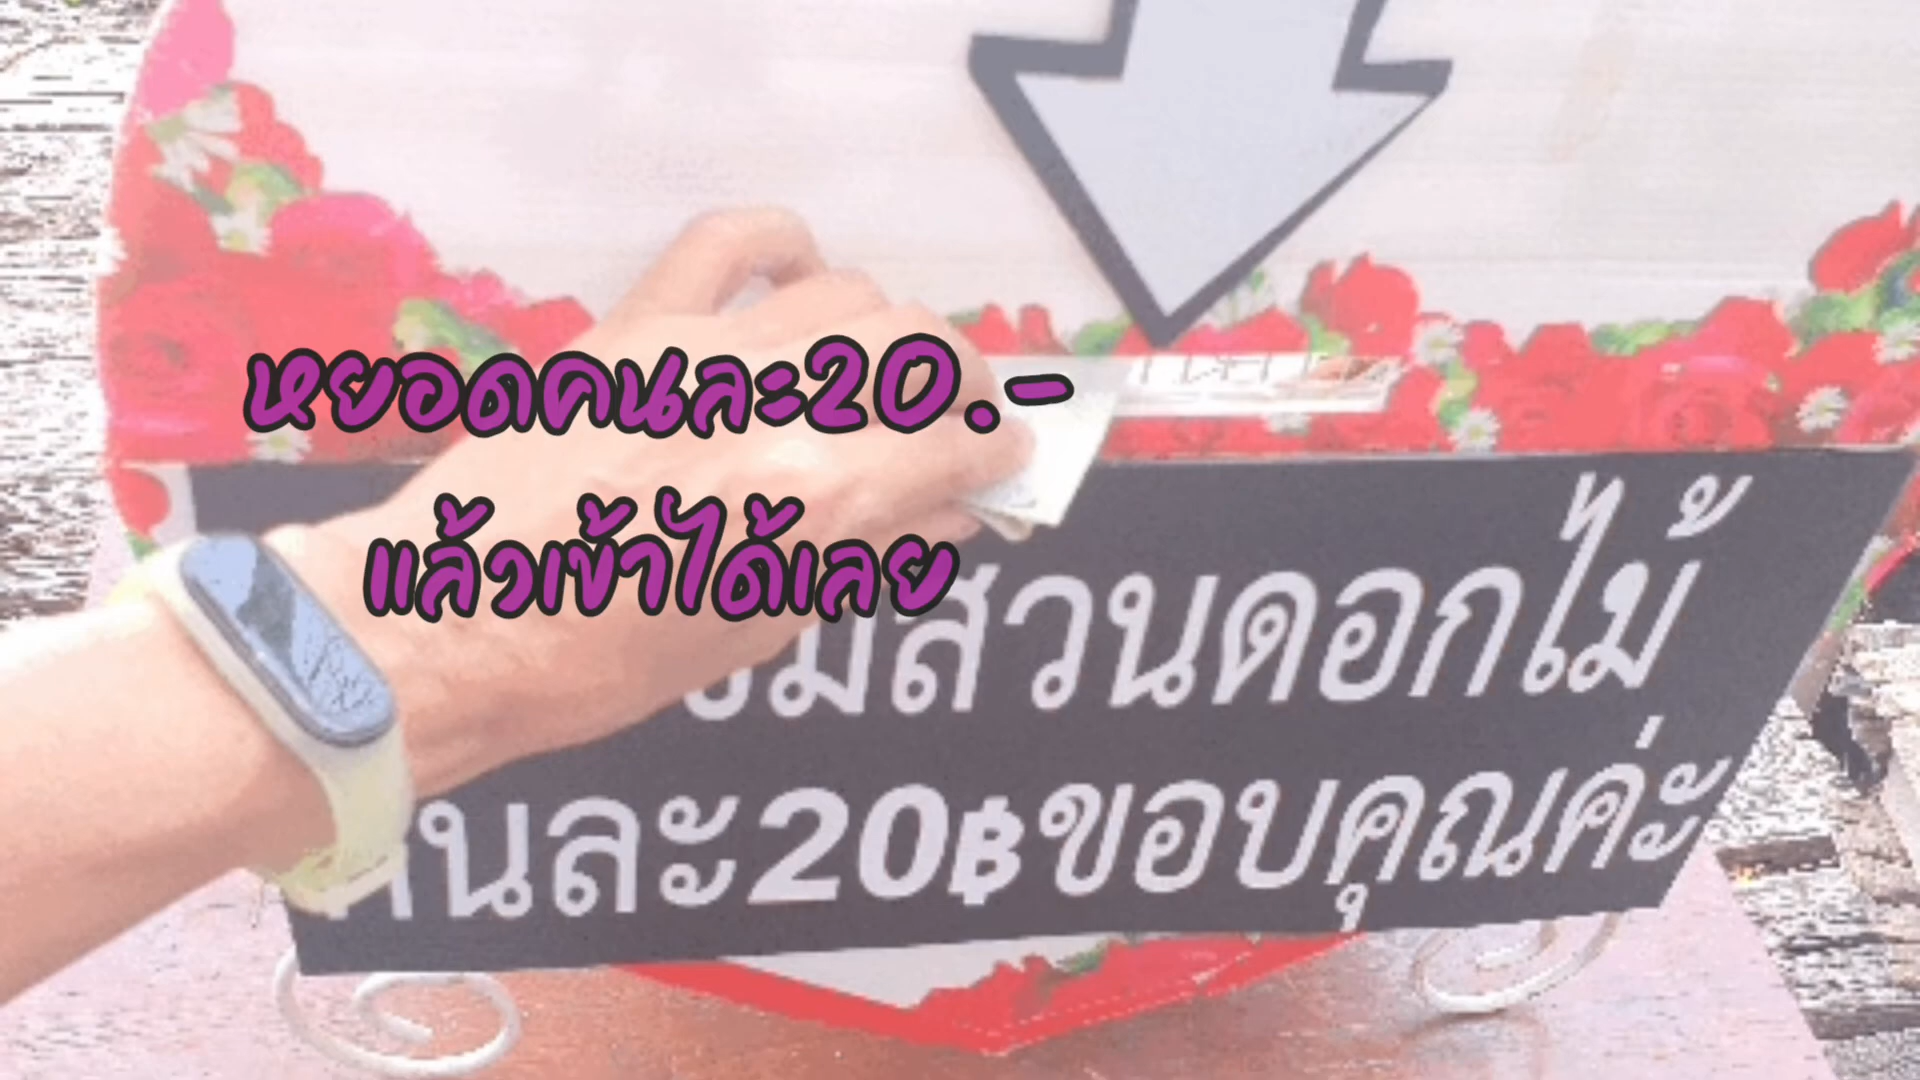 หยอดคนละ20.-
แล้วเข้าได้เลย
สวนดอกไม้
คนละ20฿ขอบคุณค่ะ